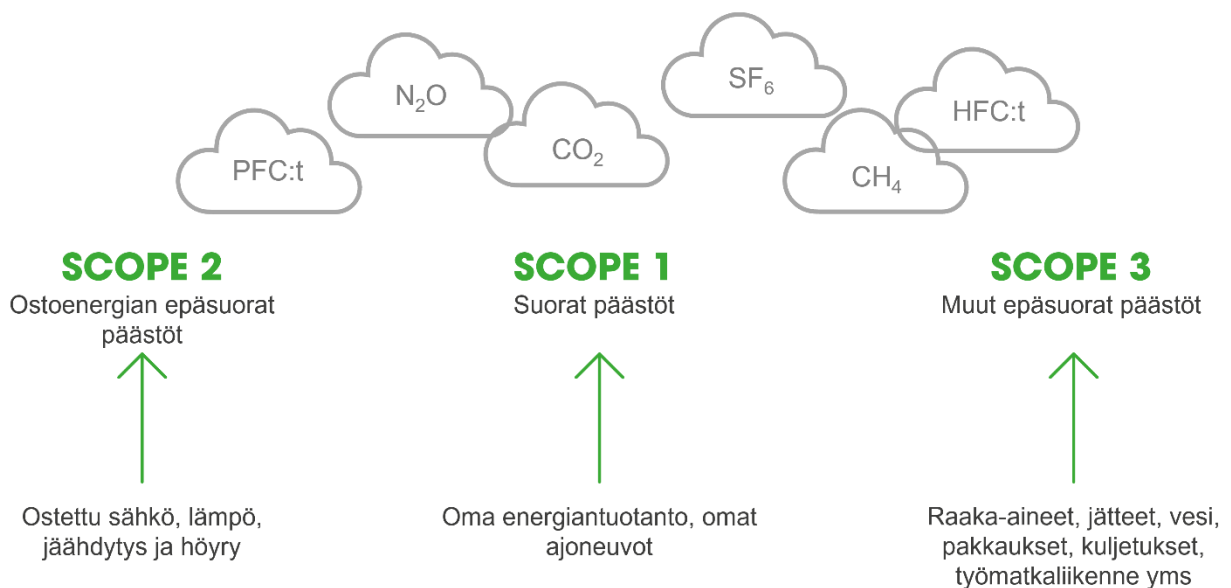 SF₆
N₂O
HFC:t
CO₂
PFC:t
CH₄
SCOPE 2
Ostoenergian epäsuorat
päästöt
Ostettu sähkö, lämpö,
jäähdytys ja höyry
SCOPE 1
Suorat päästöt
Oma energiantuotanto, omat
ajoneuvot
SCOPE 3
Muut epäsuorat päästöt
Raaka-aineet, jätteet, vesi,
pakkaukset, kuljetukset,
työmatkaliikenne yms